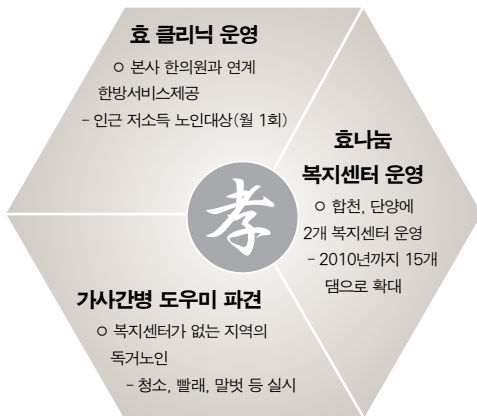 효 클리닉 운영
○ 본사 한의원과 연계
한방서비스제공
- 인근 저소득 노인대상(월 1회)
효나눔
복지센터 운영
○ 합천, 단양에
2개 복지센터 운영
- 2010년까지 15개
댐으로 확대
孝
가사간병 도우미 파견
○ 복지센터가 없는 지역의
독거노인
- 청소, 빨래, 말벗 등 실시